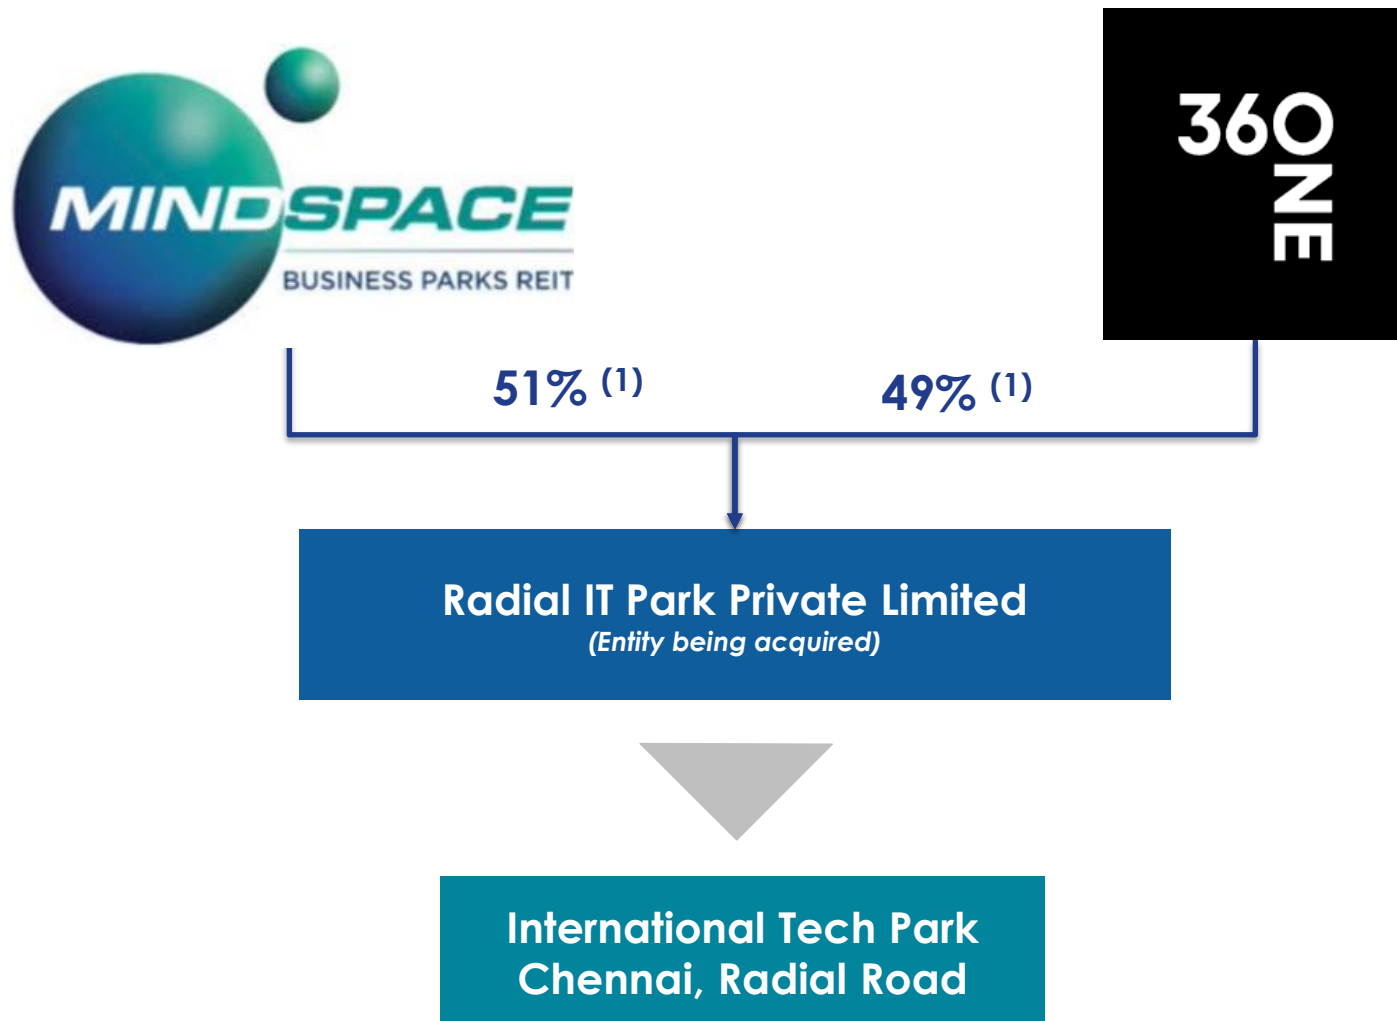 MINDSPACE
BUSINESS PARKS REIT
360
ONE
51% (1)
49% (1)
Radial IT Park Private Limited
(Entity being acquired)
International Tech Park
Chennai, Radial Road